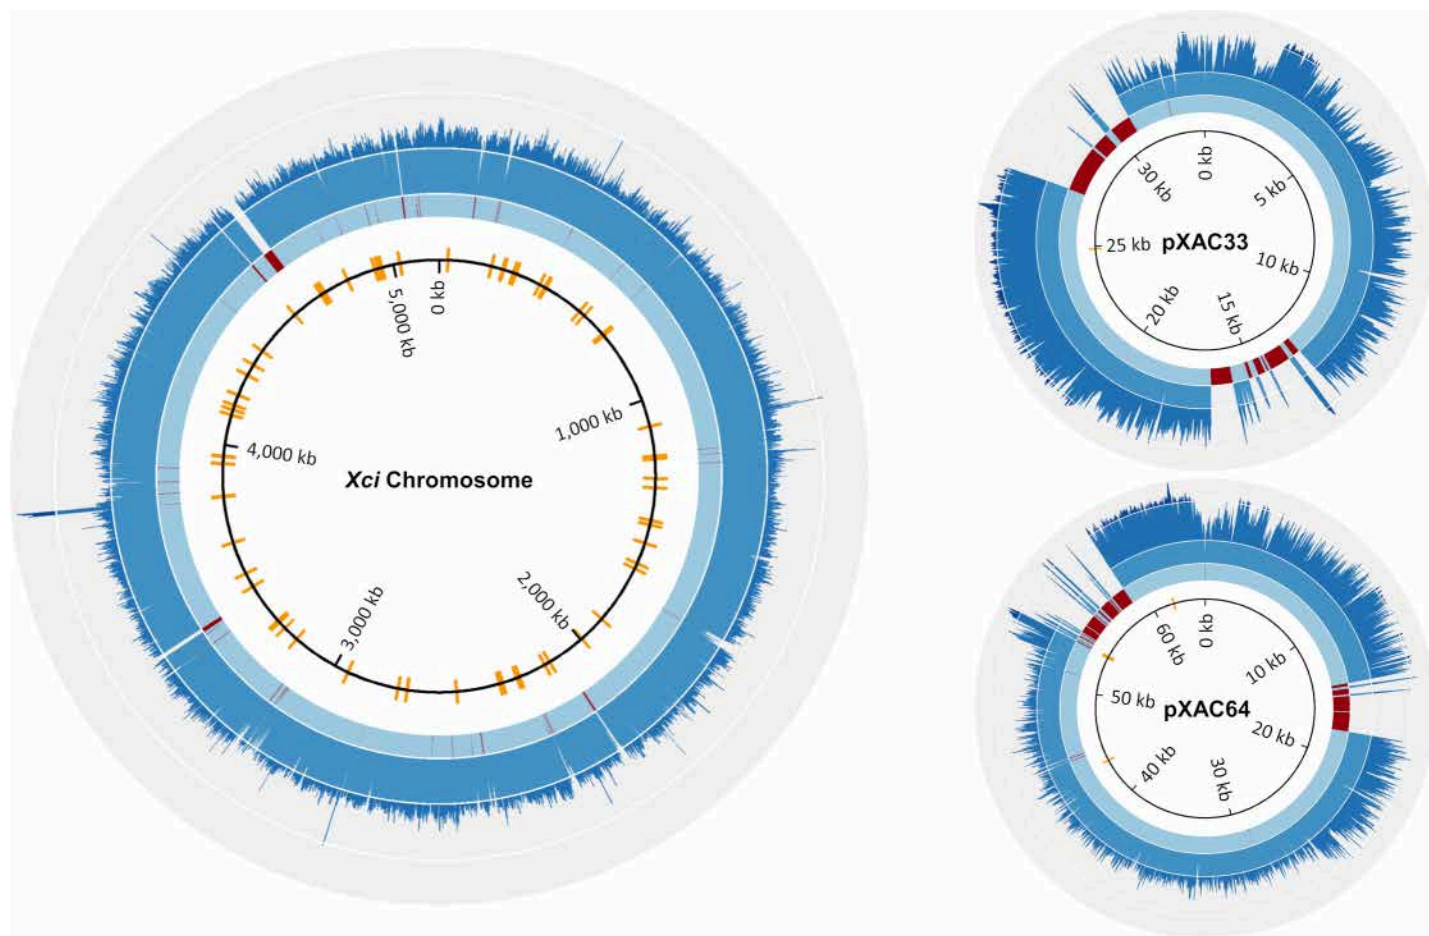 0 kb
1,000 kb
2,000 kb
3,000 kb
4,000 kb
5,000 kb
Xci Chromosome
0 kb
5 kb
10 kb
15 kb
20 kb
25 kb
30 kb
pXAC33
0 kb
10 kb
20 kb
30 kb
40 kb
50 kb
60 kb
pXAC64